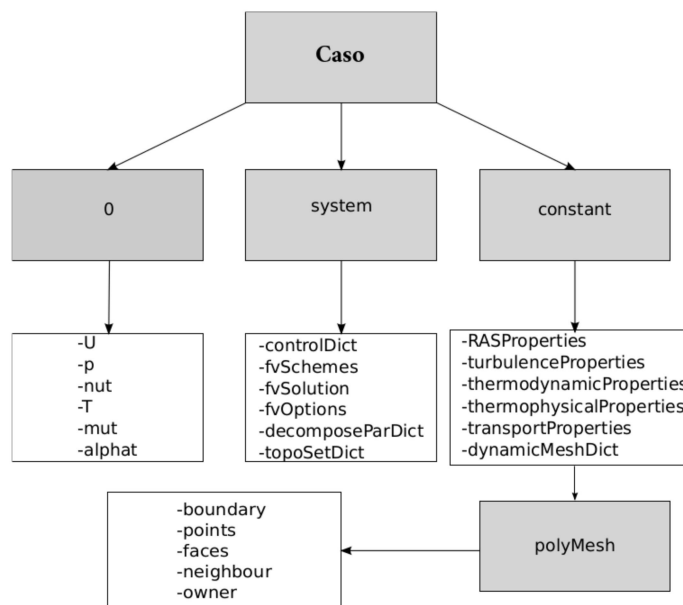 Caso
0
system
constant
-U
-p
-nut
-T
-mut
-alphat
-controlDict
-fvSchemes
-fvSolution
-fvOptions
-decomposeParDict
-topoSetDict
-RASProperties
-turbulenceProperties
-thermodynamicProperties
-thermophysicalProperties
-transportProperties
-dynamicMeshDict
-boundary
-points
-faces
-neighbour
-owner
polyMesh